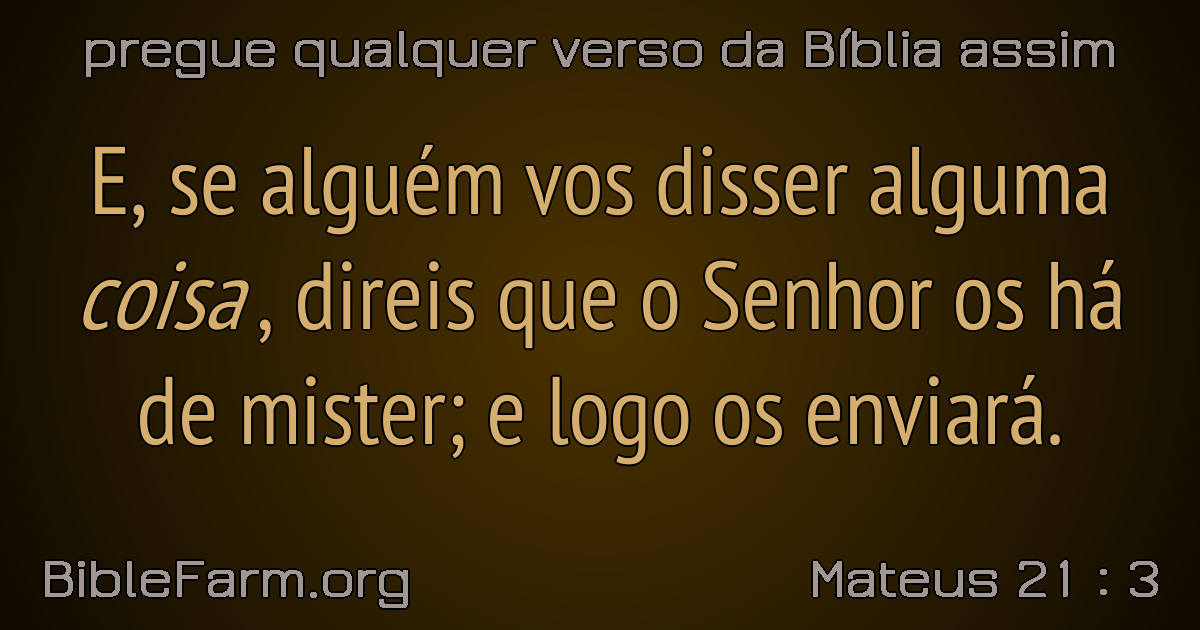 pregue qualquer verso da Bíblia assim
E, se alguém vos disser alguma
coisa, direis que o Senhor os há
de mister; e logo os enviará.
BibleFarm.org
Mateus 21 : 3